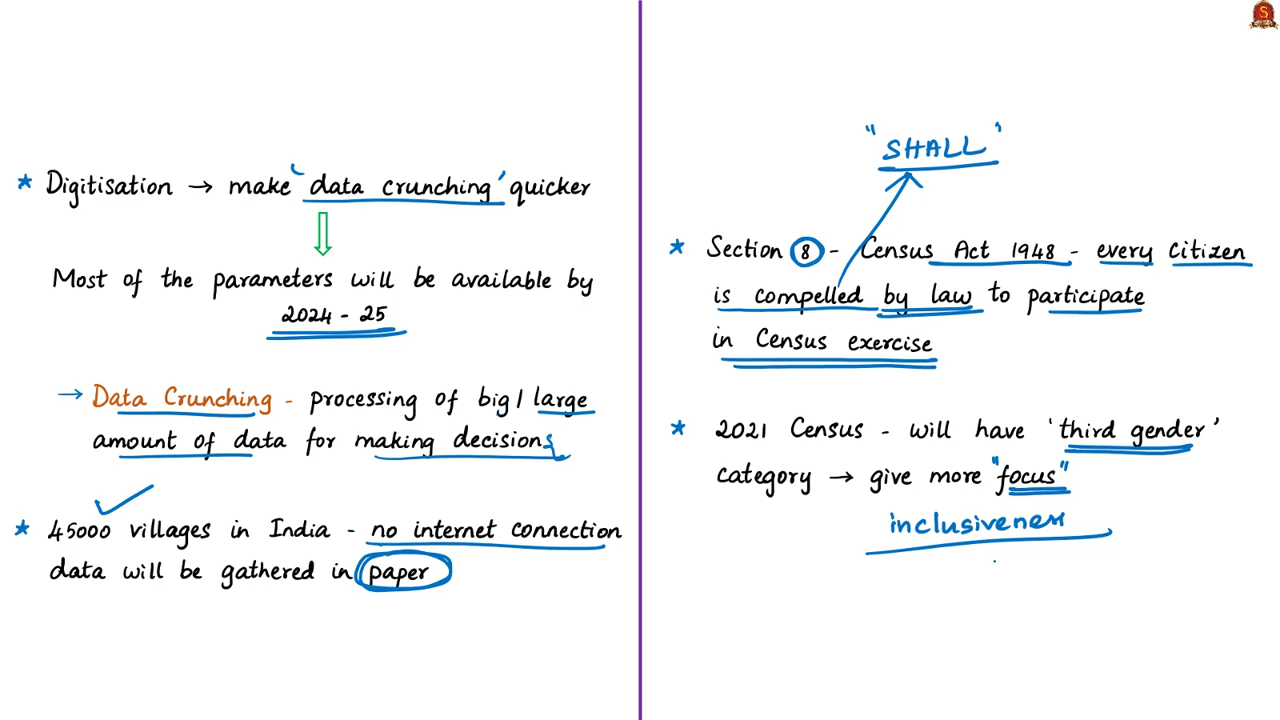 * Digitisation → make 'data crunching' quicker
Most of the parameters will be available by
2024 - 25
→ Data Crunching - processing of big / large
amount of data for making decisions
* 45000 villages in India - no internet connection
data will be gathered in paper
"SHALL"
* Section 8 - Census Act 1948 - every citizen
is compelled by law to participate
in Census exercise
* 2021 Census - will have 'third gender'
category → give more "focus"
inclusiveness